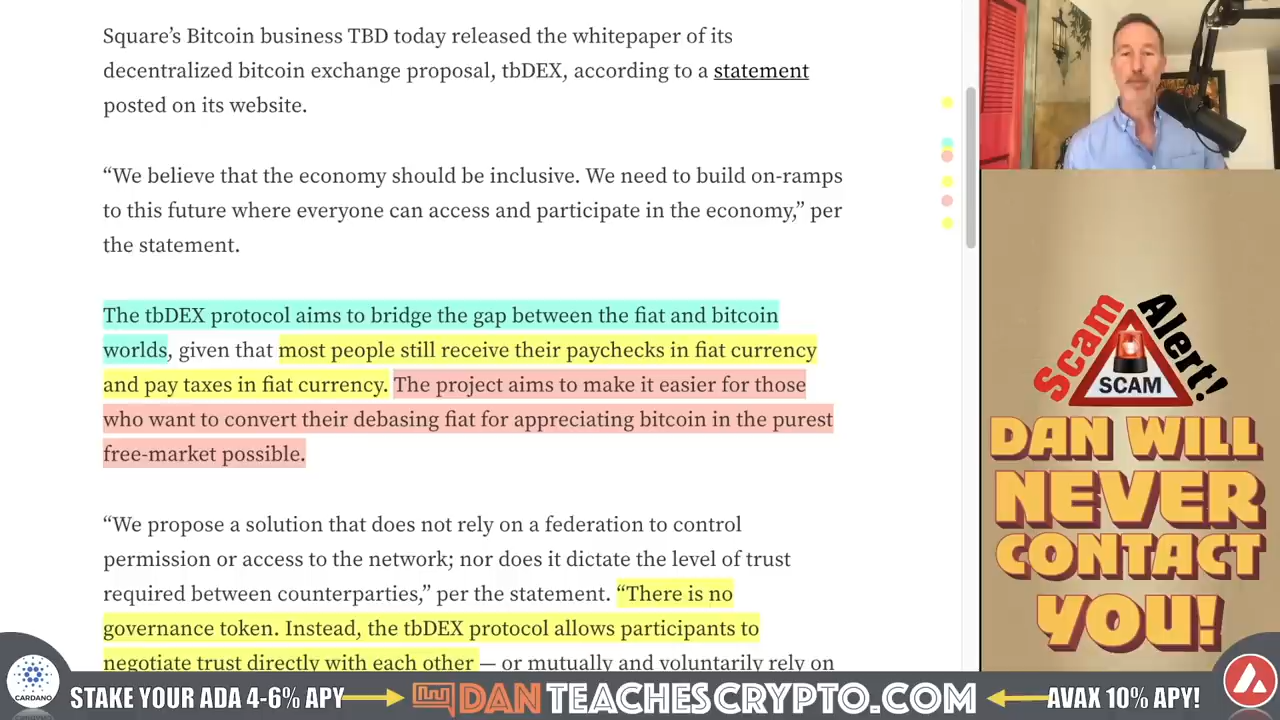 Square’s Bitcoin business TBD today released the whitepaper of its
decentralized bitcoin exchange proposal, tbDEX, according to a statement
posted on its website.
“We believe that the economy should be inclusive. We need to build on-ramps
to this future where everyone can access and participate in the economy,” per
the statement.
The tbDEX protocol aims to bridge the gap between the fiat and bitcoin
worlds, given that most people still receive their paychecks in fiat currency
and pay taxes in fiat currency. The project aims to make it easier for those
who want to convert their debasing fiat for appreciating bitcoin in the purest
free-market possible.
“We propose a solution that does not rely on a federation to control
permission or access to the network; nor does it dictate the level of trust
required between counterparties,” per the statement. “There is no
governance token. Instead, the tbDEX protocol allows participants to
negotiate trust directly with each other — or mutually and voluntarily rely on
Scam Alert!
SCAM
DAN WILL
NEVER
CONTACT
YOU!
CARDANO
STAKE YOUR ADA 4-6% APY
DANTEACHESCRYPTO.COM
AVAX 10% APY!